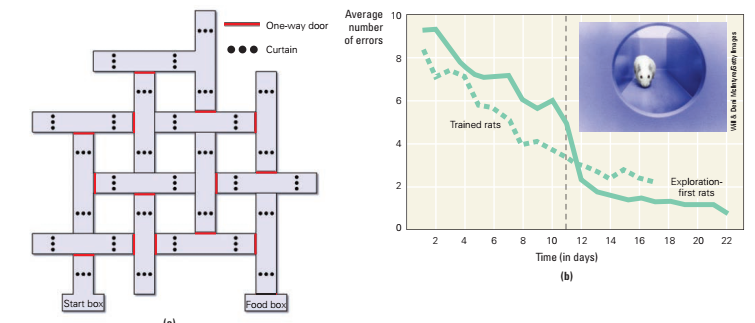 One-way door
Curtain
Start box
Food box
(a)
Average
number
of errors
10
8
6
4
2
0
Trained rats
Exploration-
first rats
2 4 6 8 10 12 14 16 18 20 22
Time (in days)
(b)
Will & Deni McIntyre/Getty Images